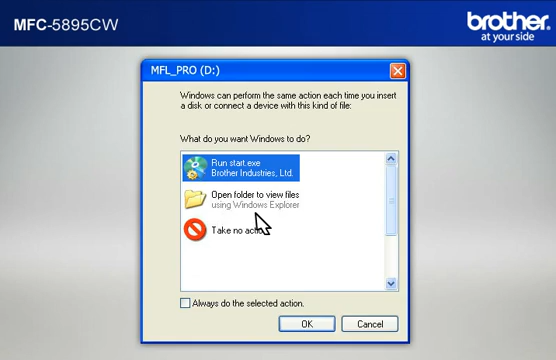 MFC-5895CW
brother
at your side
MFL_PRO (D:)
Windows can perform the same action each time you insert
a disk or connect a device with this kind of file:
What do you want Windows to do?
Run start.exe
Brother Industries, Ltd.
Open folder to view files
using Windows Explorer
Take no action
Always do the selected action.
OK
Cancel